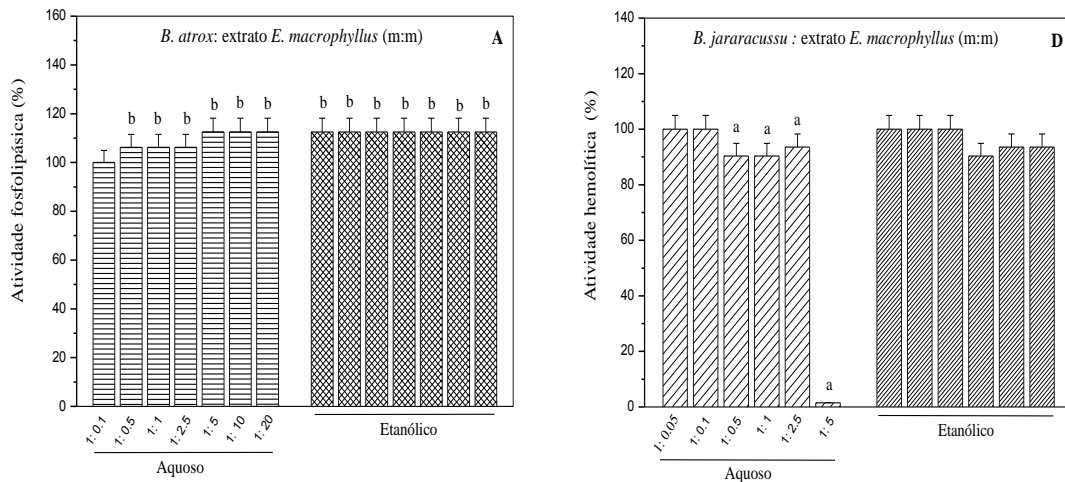 B. atrox: extrato E. macrophyllus (m:m)
A
Atividade fosfolipásica (%)
160
140
120
100
80
60
40
20
0
b b b b b b
b b b b b b b
1: 0.1
1: 0.5
1: 1
1: 2.5
1: 5
1: 10
1: 20
Aquoso
Etanólico
B. jararacussu : extrato E. macrophyllus (m:m)
D
Atividade hemolítica (%)
140
120
100
80
60
40
20
0
a a a
a
1: 0.05
1: 0.1
1: 0.5
1: 1
1: 2.5
1: 5
Aquoso
Etanólico